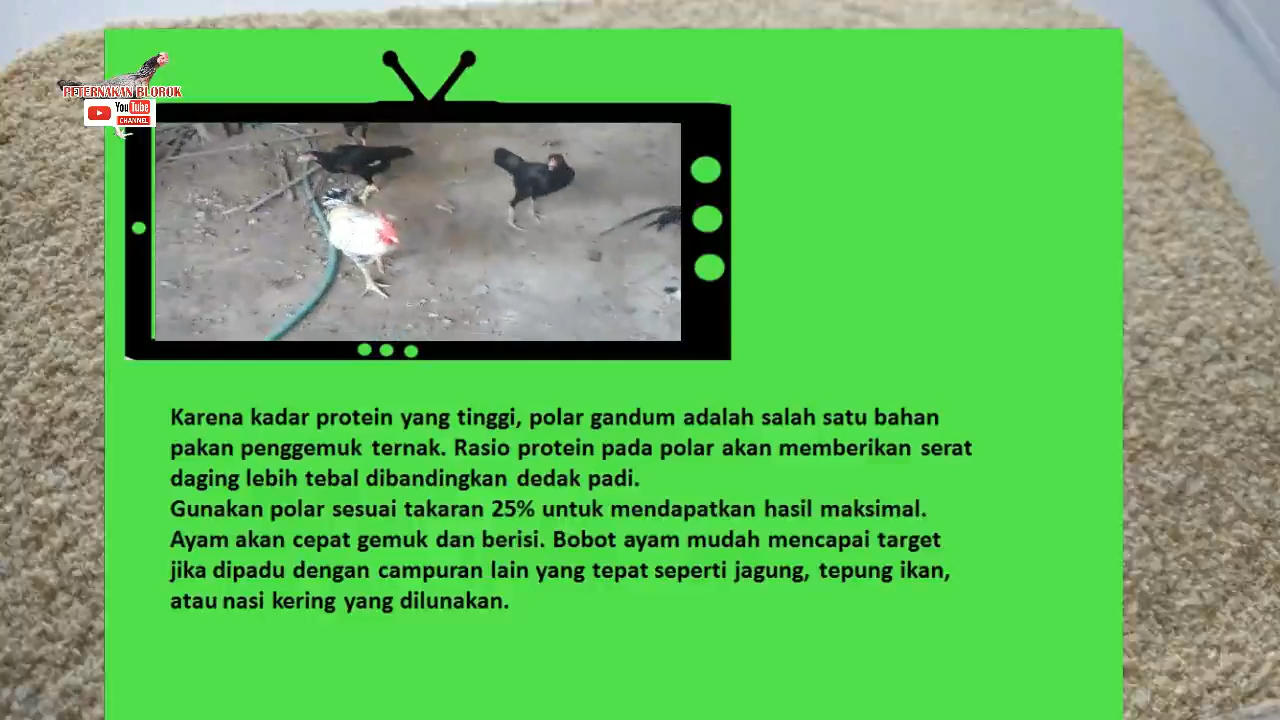 PETERNAKAN BLOROK
YouTube
CHANNEL
Karena kadar protein yang tinggi, polar gandum adalah salah satu bahan
pakan penggemuk ternak. Rasio protein pada polar akan memberikan serat
daging lebih tebal dibandingkan dedak padi.
Gunakan polar sesuai takaran 25% untuk mendapatkan hasil maksimal.
Ayam akan cepat gemuk dan berisi. Bobot ayam mudah mencapai target
jika dipadu dengan campuran lain yang tepat seperti jagung, tepung ikan,
atau nasi kering yang dilunakan.